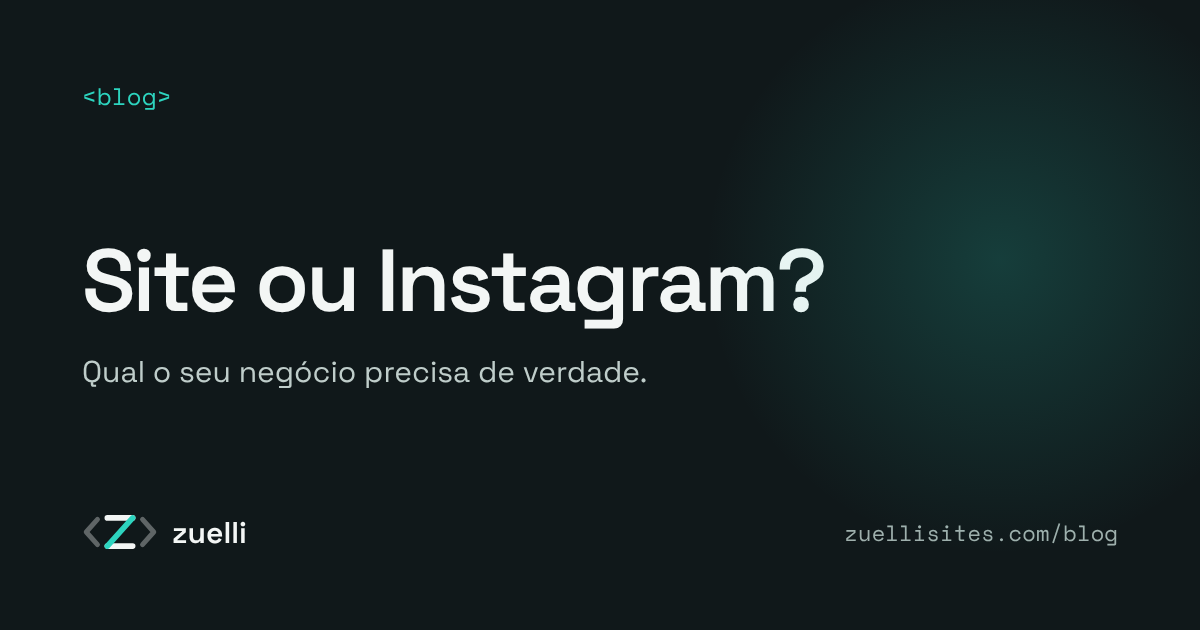 <blog>
Site ou Instagram?
Qual o seu negócio precisa de verdade.
<Z> zuelli
zuellisites.com/blog